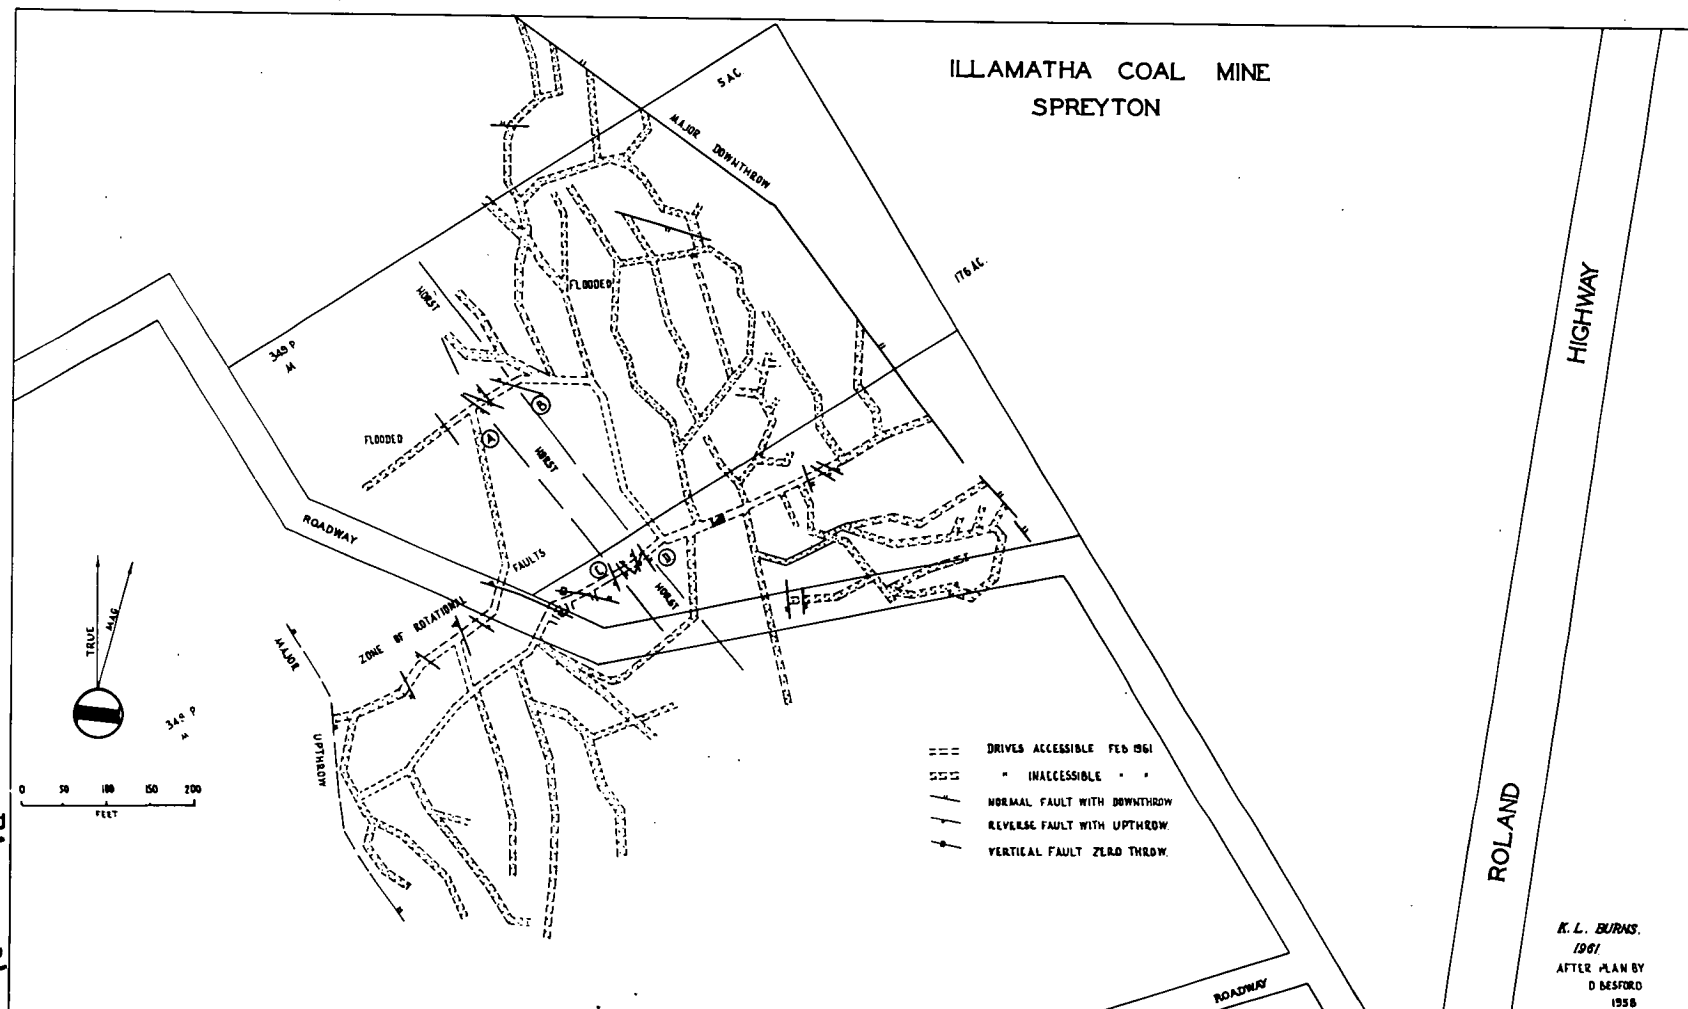 ILLAMATHA COAL MINE
SPREYTON
5 AC.
MAJOR DOWNTHROW
176 AC.
HIGHWAY
ROLAND
HORST
FLOODED
349 P
M
B
A
FLOODED
HORST
ROADWAY
FAULTS
C
D
HORST
ZONE OF ROTATIONAL
TRUE
MAG
MAJOR
UPTHROW
349 P
M
0 50 100 150 200
FEET
DRIVES ACCESSIBLE FEB 1961
" INACCESSIBLE " "
NORMAL FAULT WITH DOWNTHROW
REVERSE FAULT WITH UPTHROW.
VERTICAL FAULT ZERO THROW.
K. L. BURNS.
1961
AFTER PLAN BY
D BESFORD
1958
ROADWAY